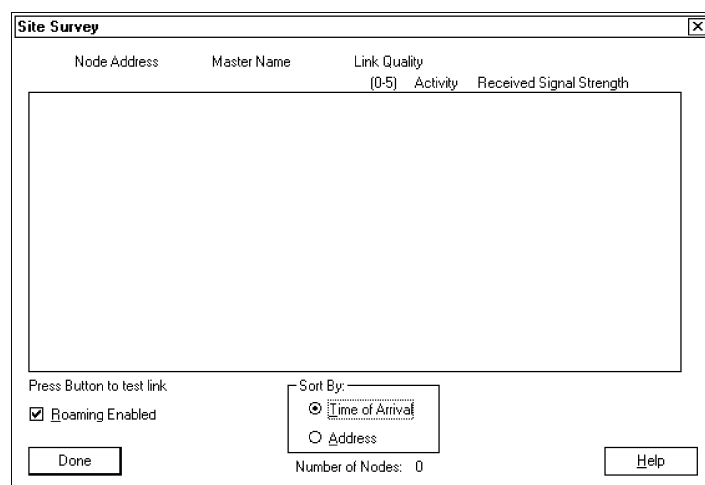 Site Survey
Node Address Master Name Link Quality
(0-5) Activity Received Signal Strength
Press Button to test link
Roaming Enabled
Sort By:
Time of Arrival
Address
Done
Number of Nodes: 0
Help